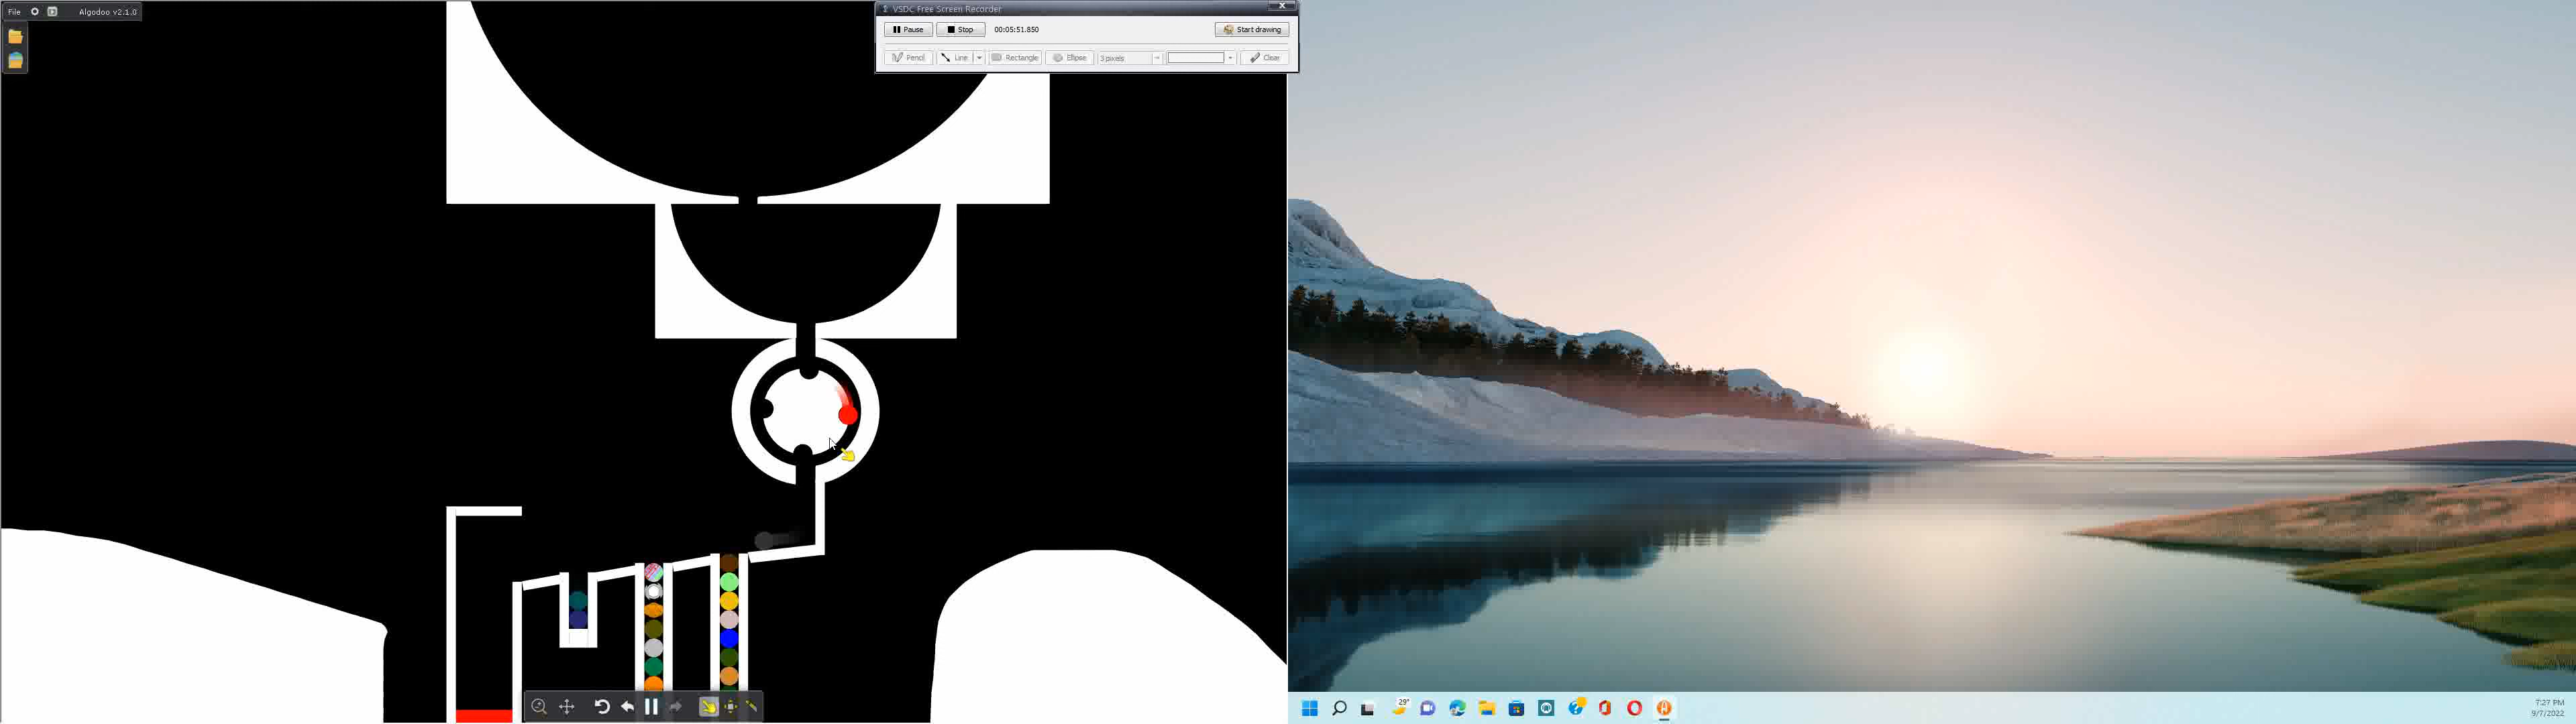 File Algodoo v2.1.0
VSDC Free Screen Recorder
Pause Stop 00:05:51.850 Start drawing
Pencil Line Rectangle Ellipse 3 pixels Clear
29°
7:27 PM
9/7/2022